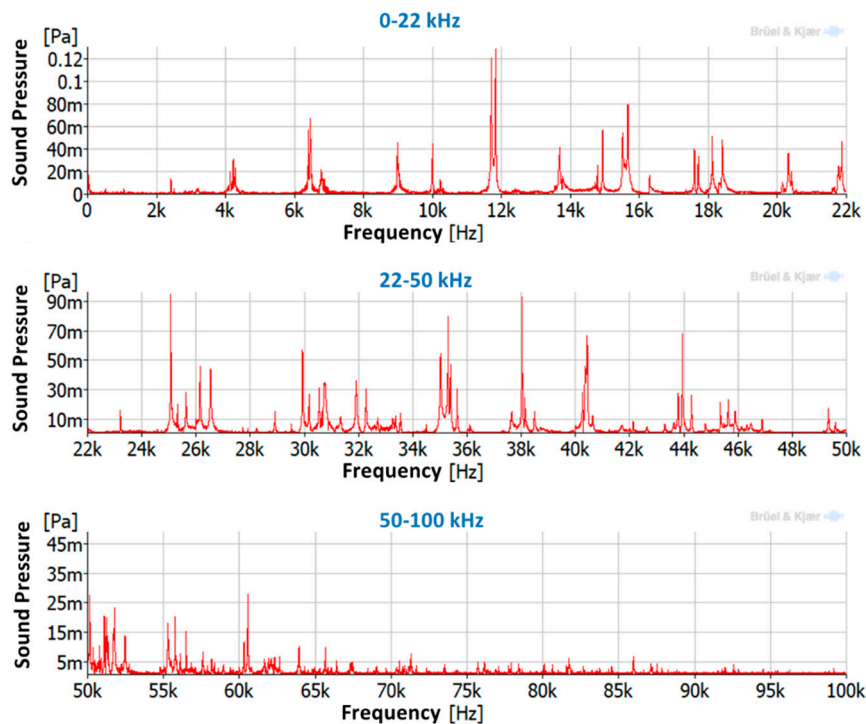 0-22 kHz
[Pa]
Brüel & Kjær
Sound Pressure
0.12
0.1
80m
60m
40m
20m
0
0 2k 4k 6k 8k 10k 12k 14k 16k 18k 20k 22k
Frequency [Hz]
22-50 kHz
[Pa]
Brüel & Kjær
Sound Pressure
90m
70m
50m
30m
10m
22k 24k 26k 28k 30k 32k 34k 36k 38k 40k 42k 44k 46k 48k 50k
Frequency [Hz]
50-100 kHz
[Pa]
Brüel & Kjær
Sound Pressure
45m
35m
25m
15m
5m
50k 55k 60k 65k 70k 75k 80k 85k 90k 95k 100k
Frequency [Hz]